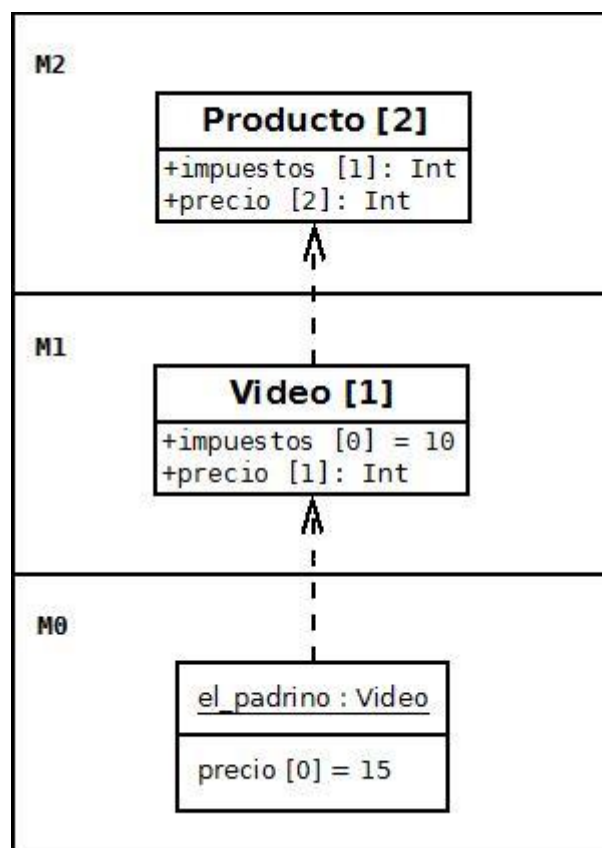 M2
Producto [2]
+impuestos [1]: Int
+precio [2]: Int
M1
Video [1]
+impuestos [0] = 10
+precio [1]: Int
M0
el_padrino : Video
precio [0] = 15